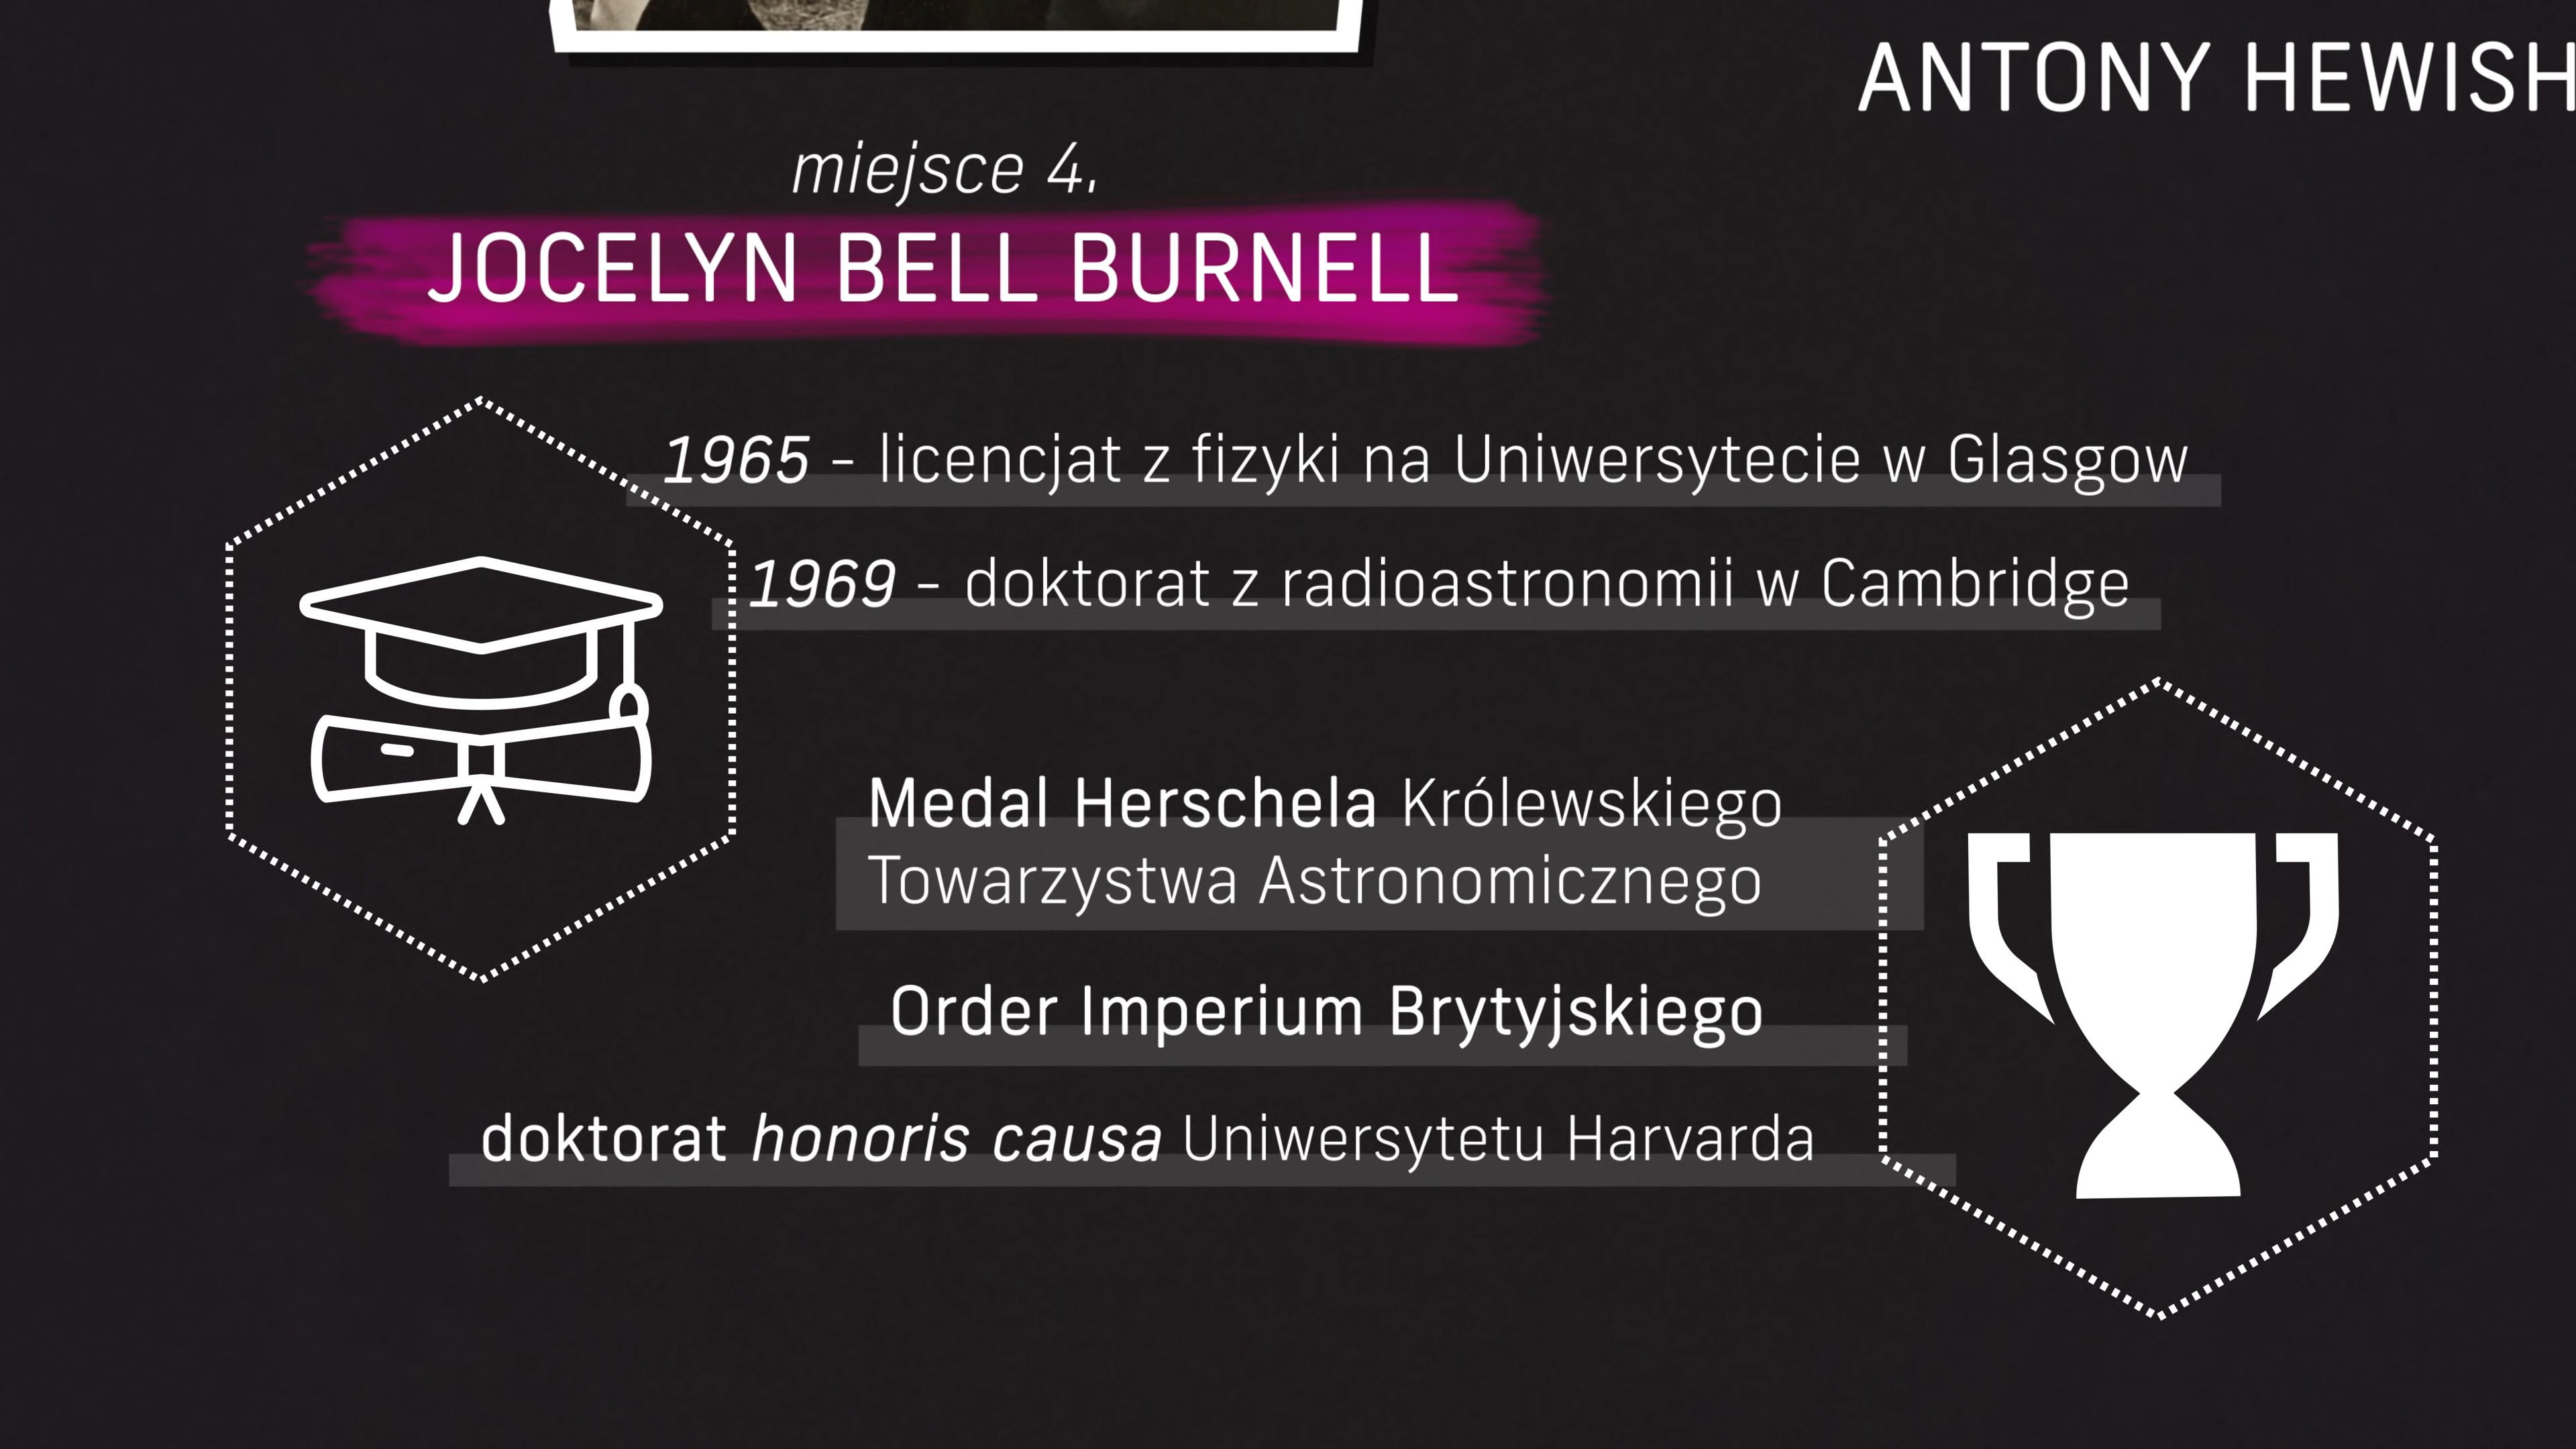 ANTONY HEWISH
miejsce 4.
JOCELYN BELL BURNELL
1965 - licencjat z fizyki na Uniwersytecie w Glasgow
1969 - doktorat z radioastronomii w Cambridge
Medal Herschela Królewskiego
Towarzystwa Astronomicznego
Order Imperium Brytyjskiego
doktorat honoris causa Uniwersytetu Harvarda